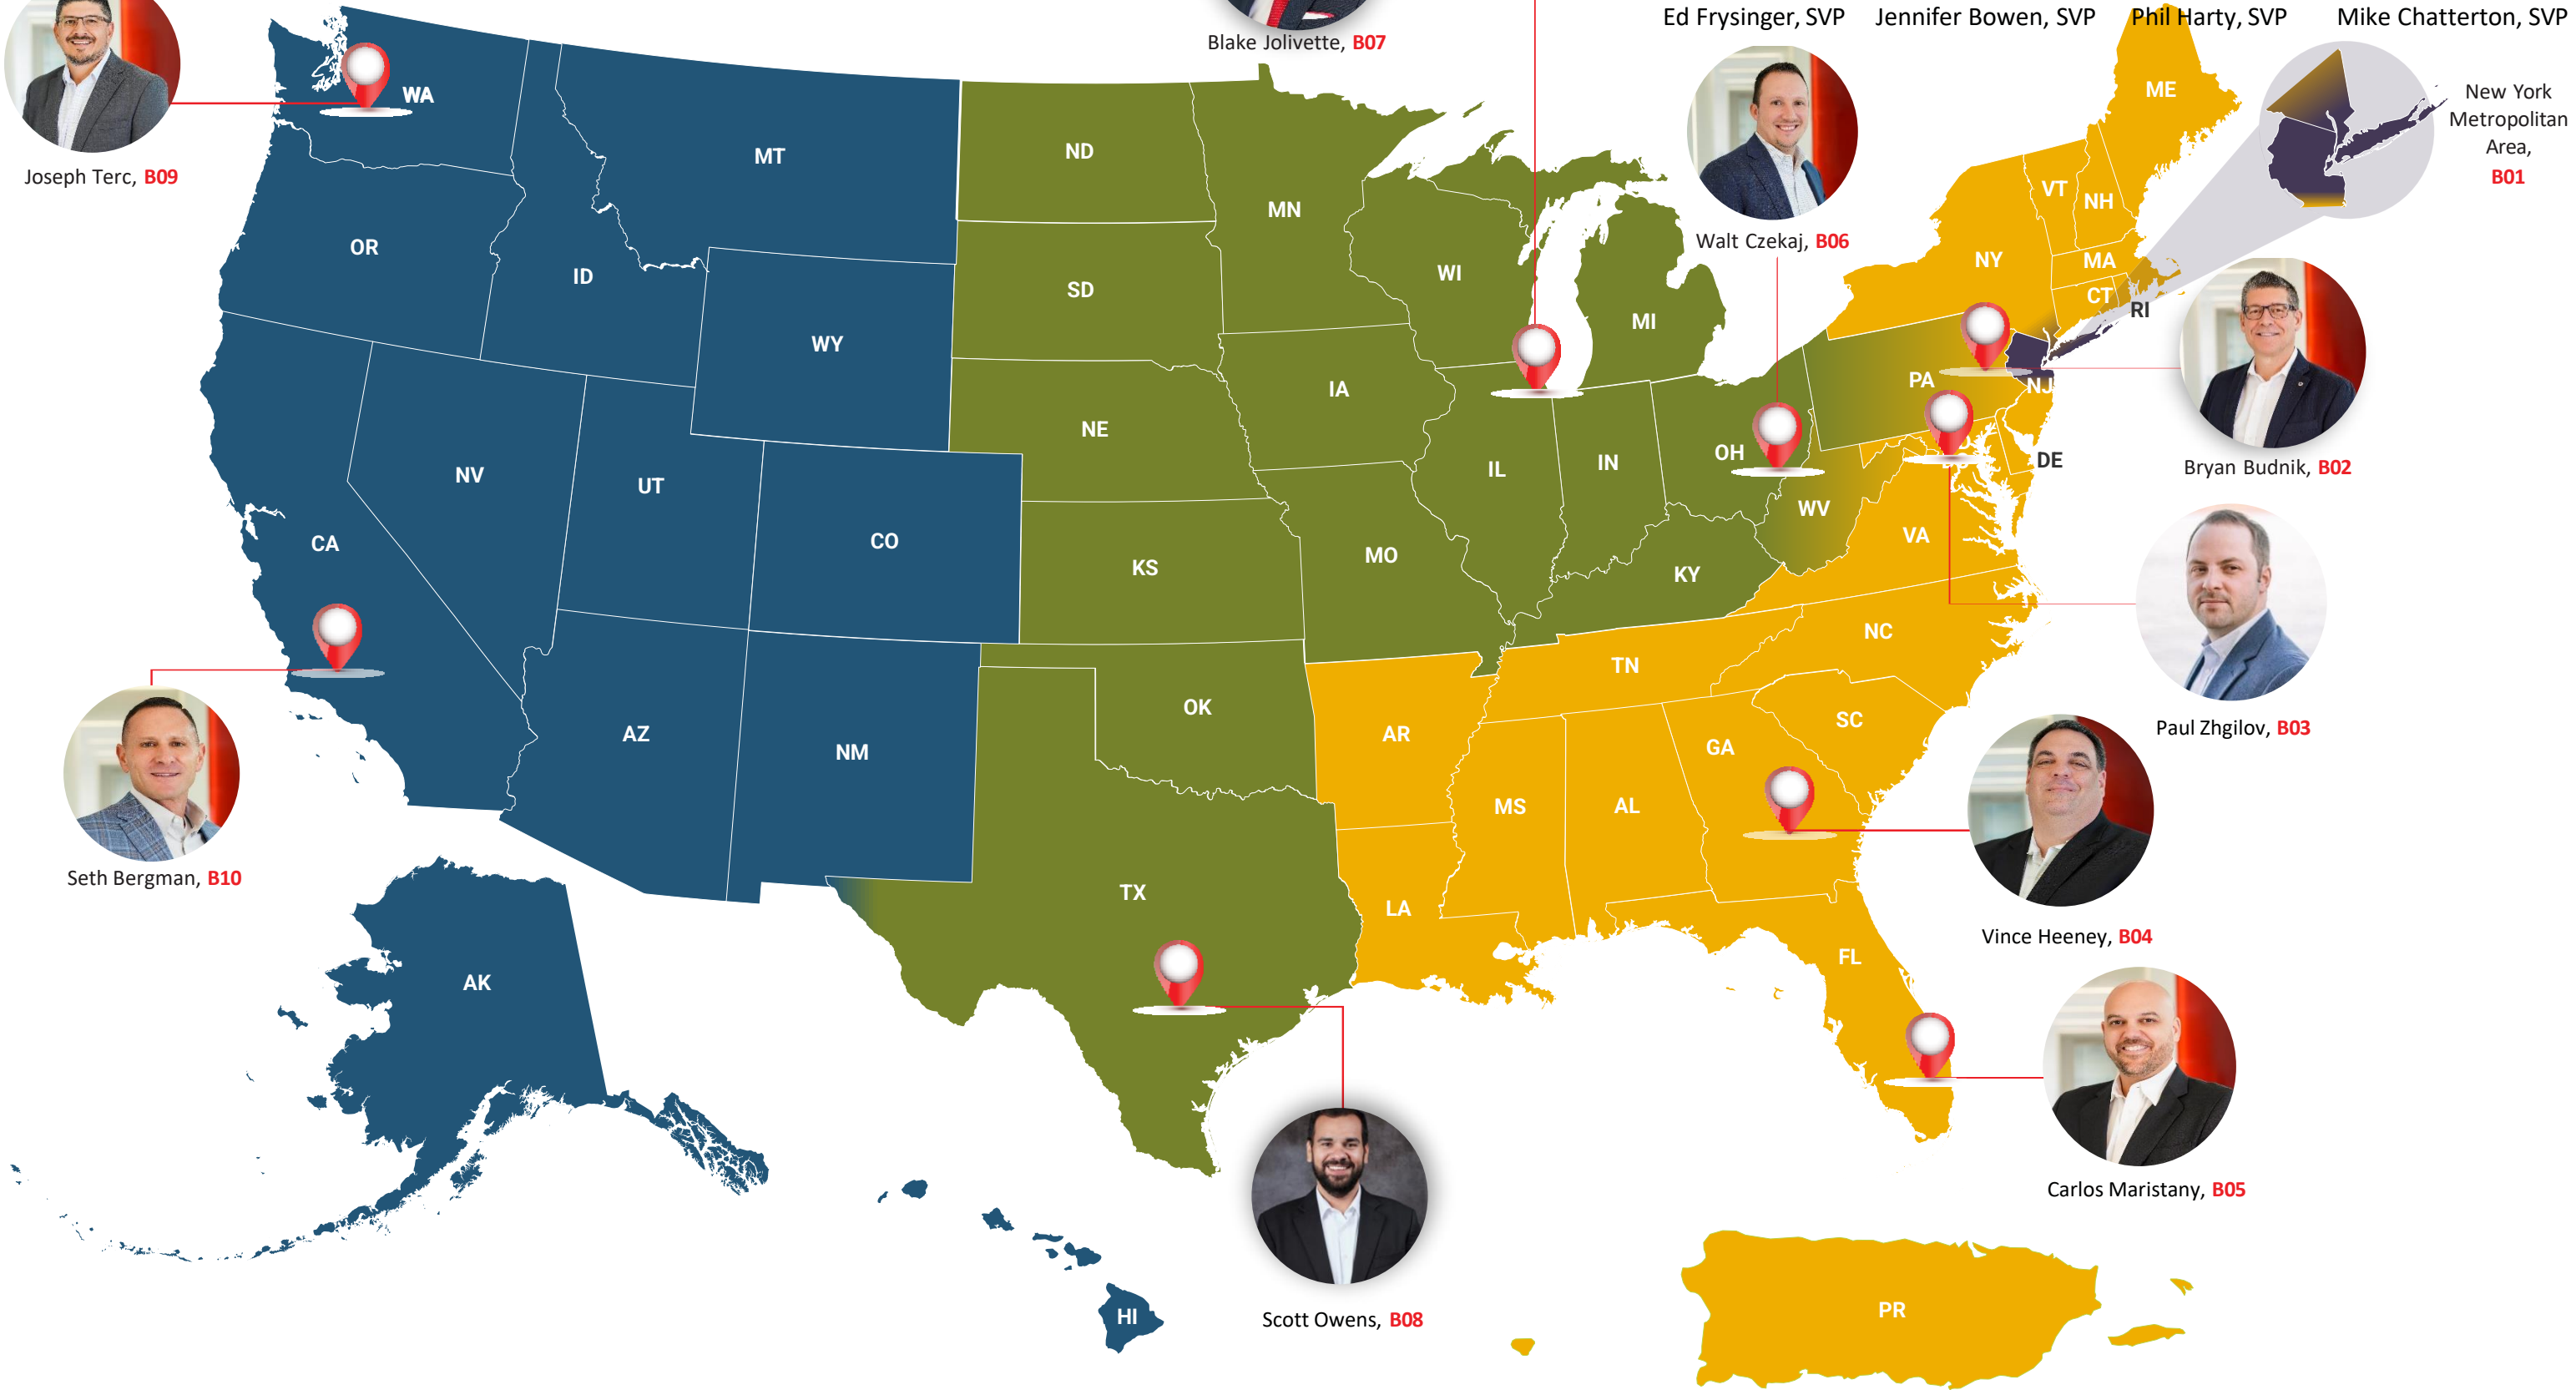 Ed Frysinger, SVP
Jennifer Bowen, SVP
Phil Harty, SVP
Mike Chatterton, SVP
Blake Jolivette, B07
New York
Metropolitan
Area,
B01
Joseph Terc, B09
Walt Czekaj, B06
Bryan Budnik, B02
Paul Zhgilov, B03
Seth Bergman, B10
Vince Heeney, B04
Carlos Maristany, B05
Scott Owens, B08
WA
MT
ND
MN
ME
VT
NH
OR
ID
SD
WI
NY
MA
CT
RI
WY
MI
IA
PA
NJ
NE
NV
UT
IL
IN
OH
DE
CA
CO
KS
MO
WV
VA
KY
NC
TN
AZ
NM
OK
AR
SC
GA
MS
AL
TX
LA
FL
AK
HI
PR